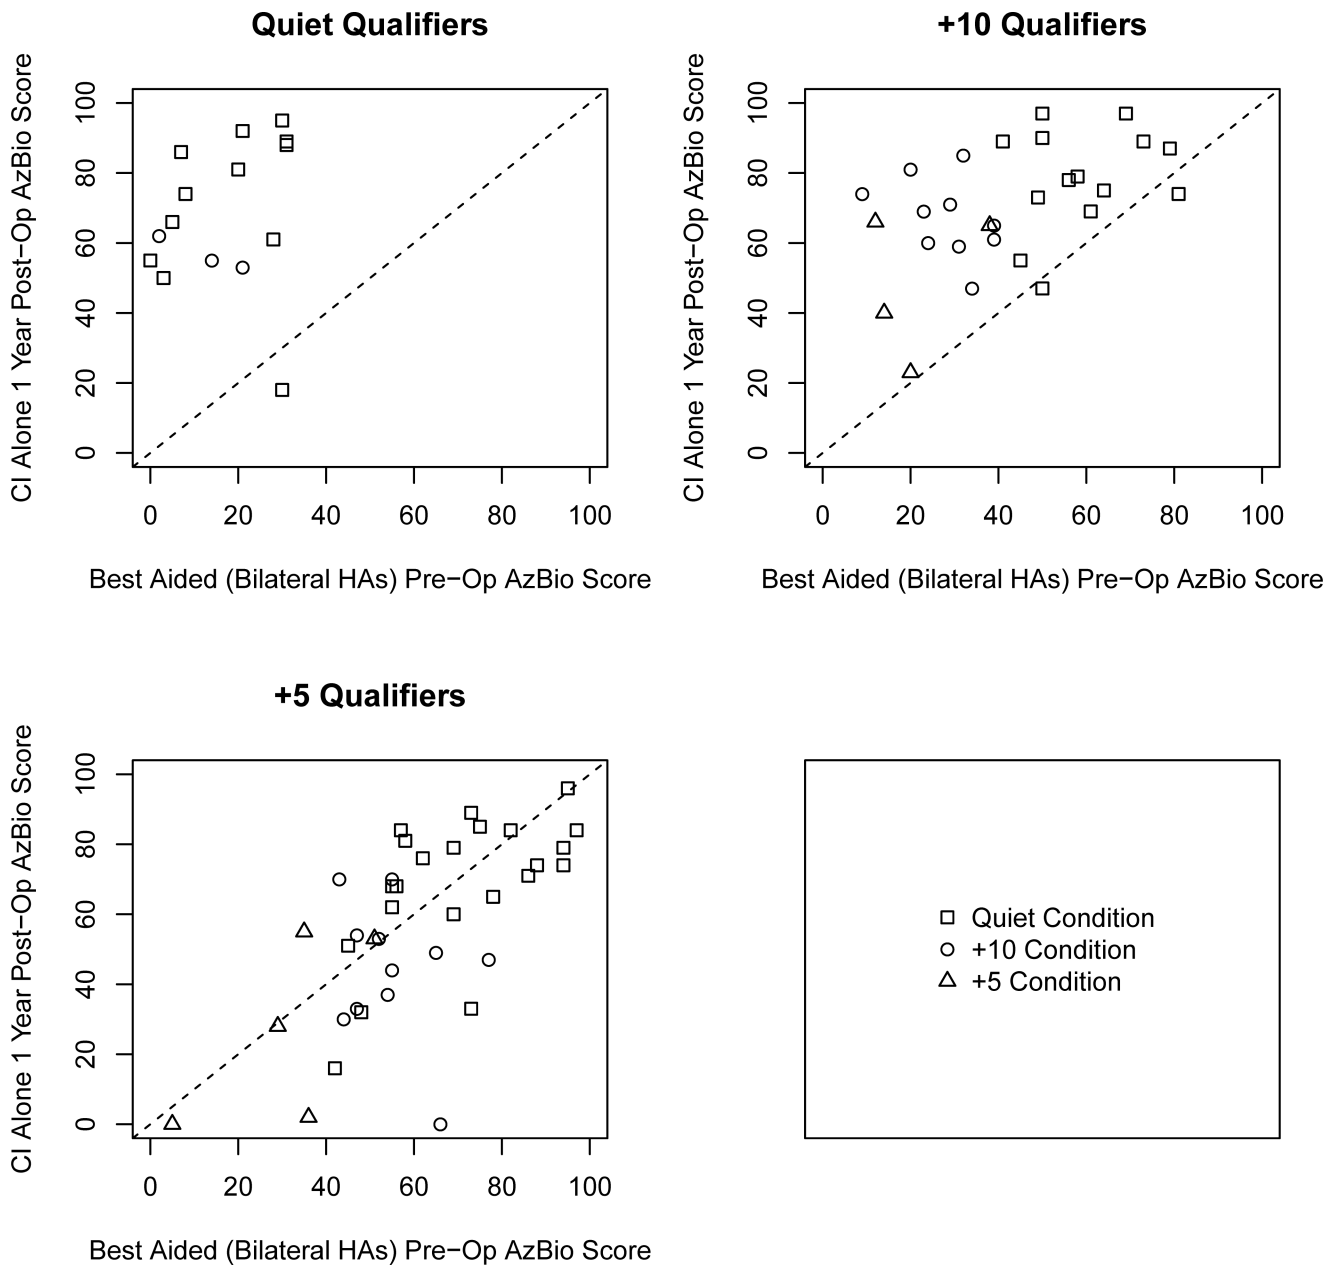 Quiet Qualifiers
CI Alone 1 Year Post−Op AzBio Score
100
80
60
40
20
0
0 20 40 60 80 100
Best Aided (Bilateral HAs) Pre−Op AzBio Score
+10 Qualifiers
CI Alone 1 Year Post−Op AzBio Score
100
80
60
40
20
0
0 20 40 60 80 100
Best Aided (Bilateral HAs) Pre−Op AzBio Score
+5 Qualifiers
CI Alone 1 Year Post−Op AzBio Score
100
80
60
40
20
0
0 20 40 60 80 100
Best Aided (Bilateral HAs) Pre−Op AzBio Score
Quiet Condition
+10 Condition
+5 Condition